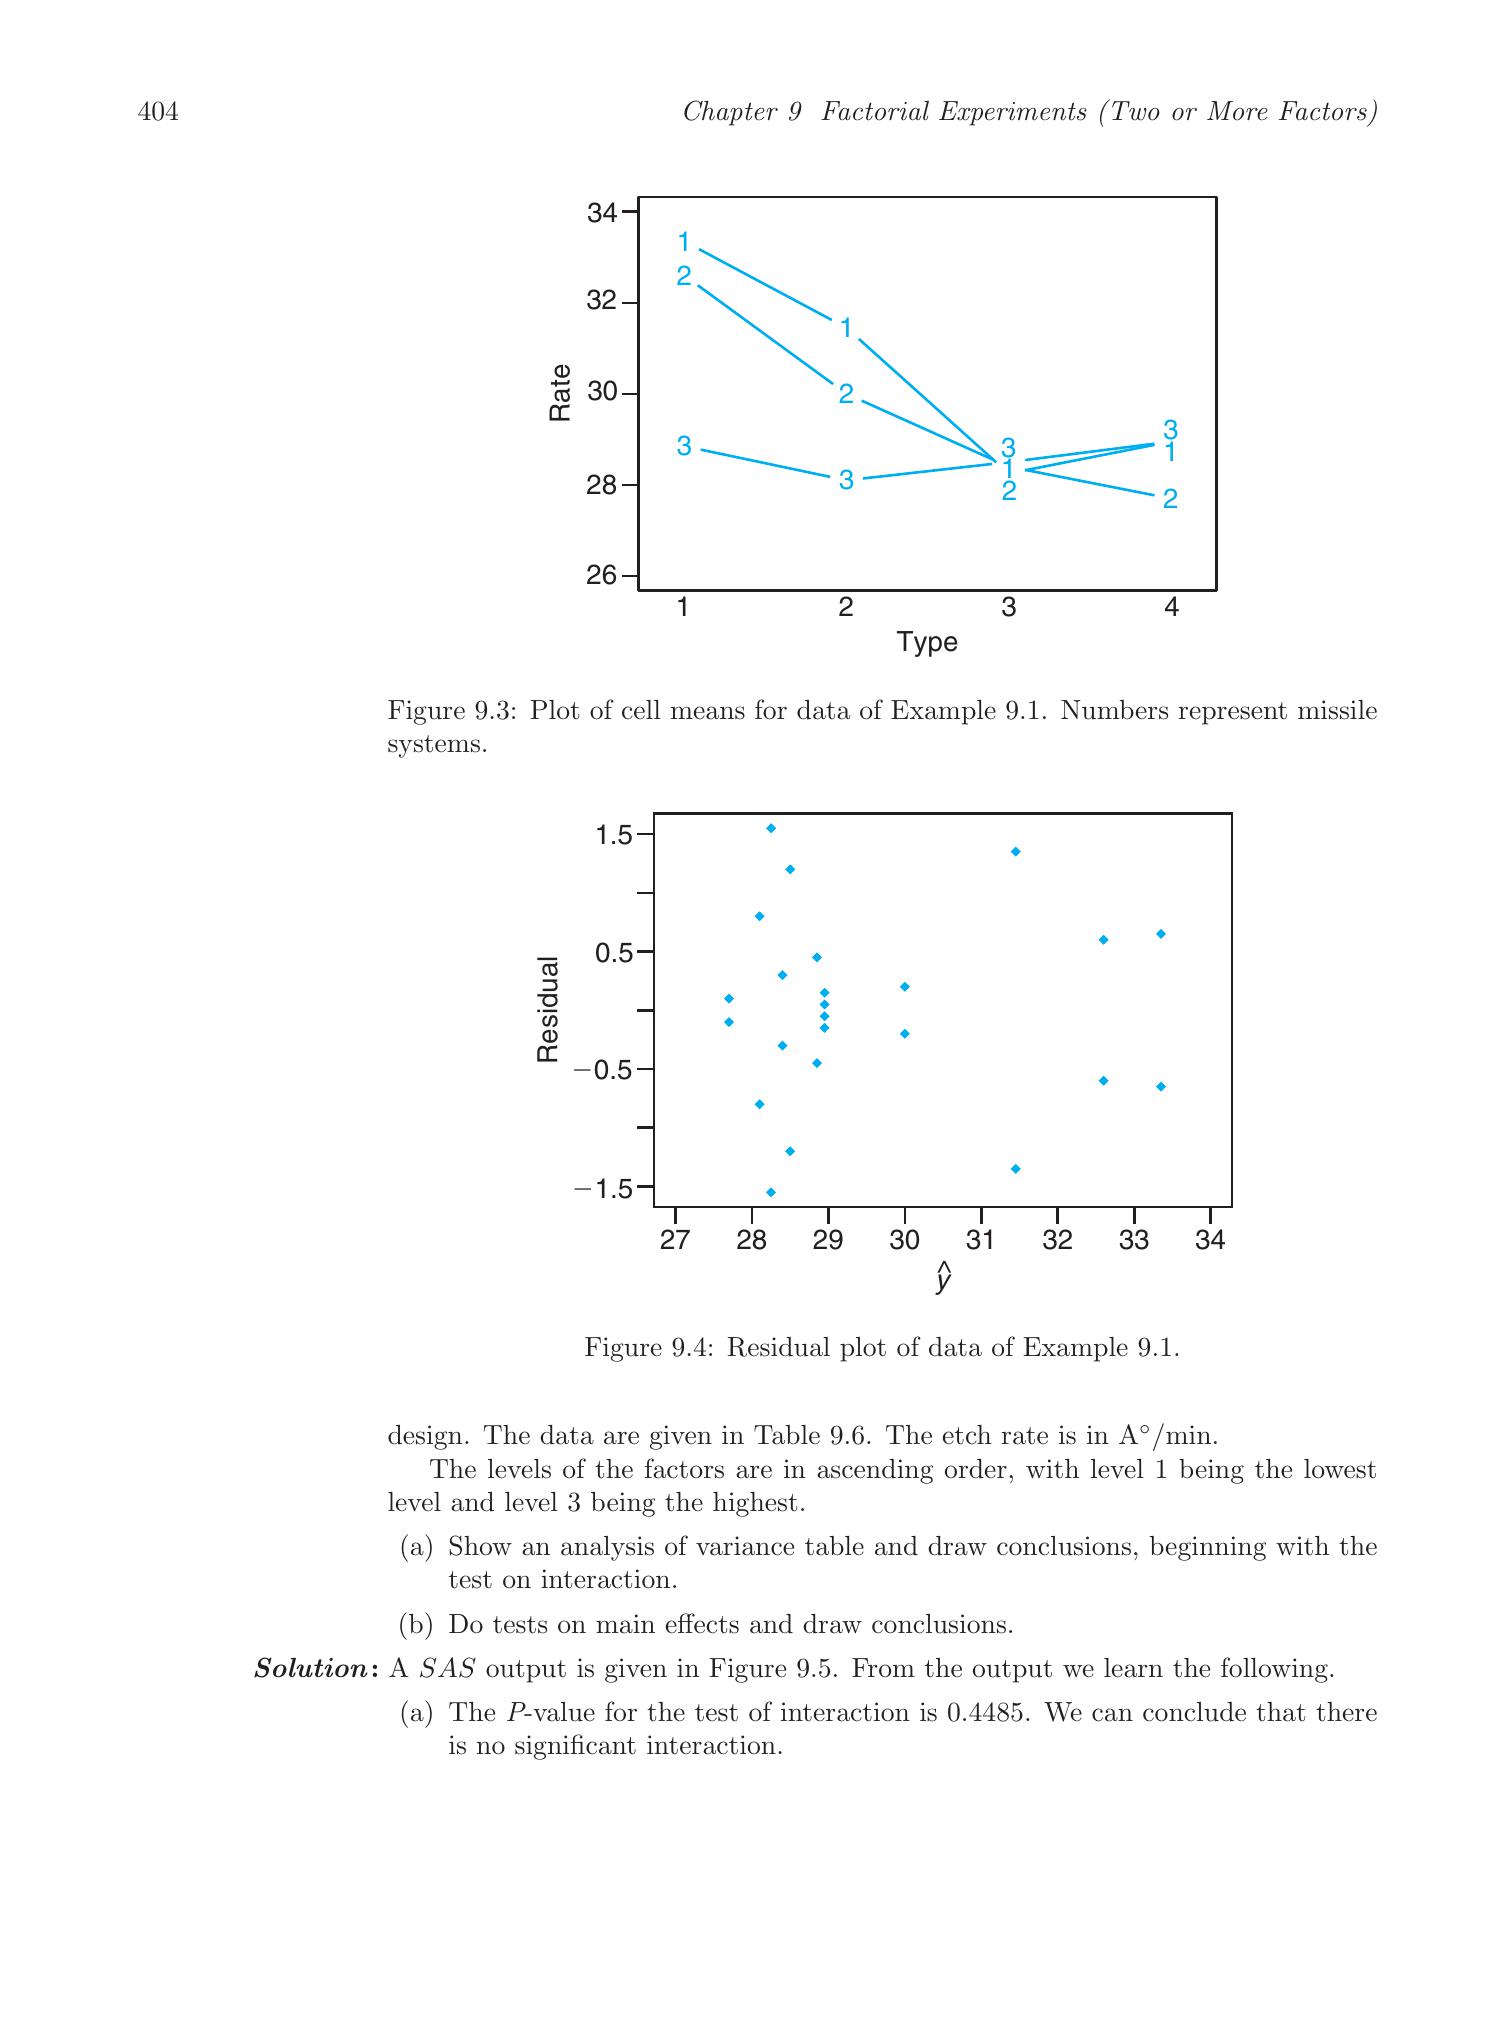 404
Chapter 9 Factorial Experiments (Two or More Factors)
34
32
30
28
26
Rate
1
2
3
1
2
3
3
1
2
3
1
2
1 2 3 4
Type
Figure 9.3: Plot of cell means for data of Example 9.1. Numbers represent missile
systems.
1.5
0.5
−0.5
−1.5
Residual
27 28 29 30 31 32 33 34
ŷ
Figure 9.4: Residual plot of data of Example 9.1.
design. The data are given in Table 9.6. The etch rate is in A°/min.
The levels of the factors are in ascending order, with level 1 being the lowest
level and level 3 being the highest.
(a) Show an analysis of variance table and draw conclusions, beginning with the
test on interaction.
(b) Do tests on main effects and draw conclusions.
Solution: A SAS output is given in Figure 9.5. From the output we learn the following.
(a) The P-value for the test of interaction is 0.4485. We can conclude that there
is no significant interaction.